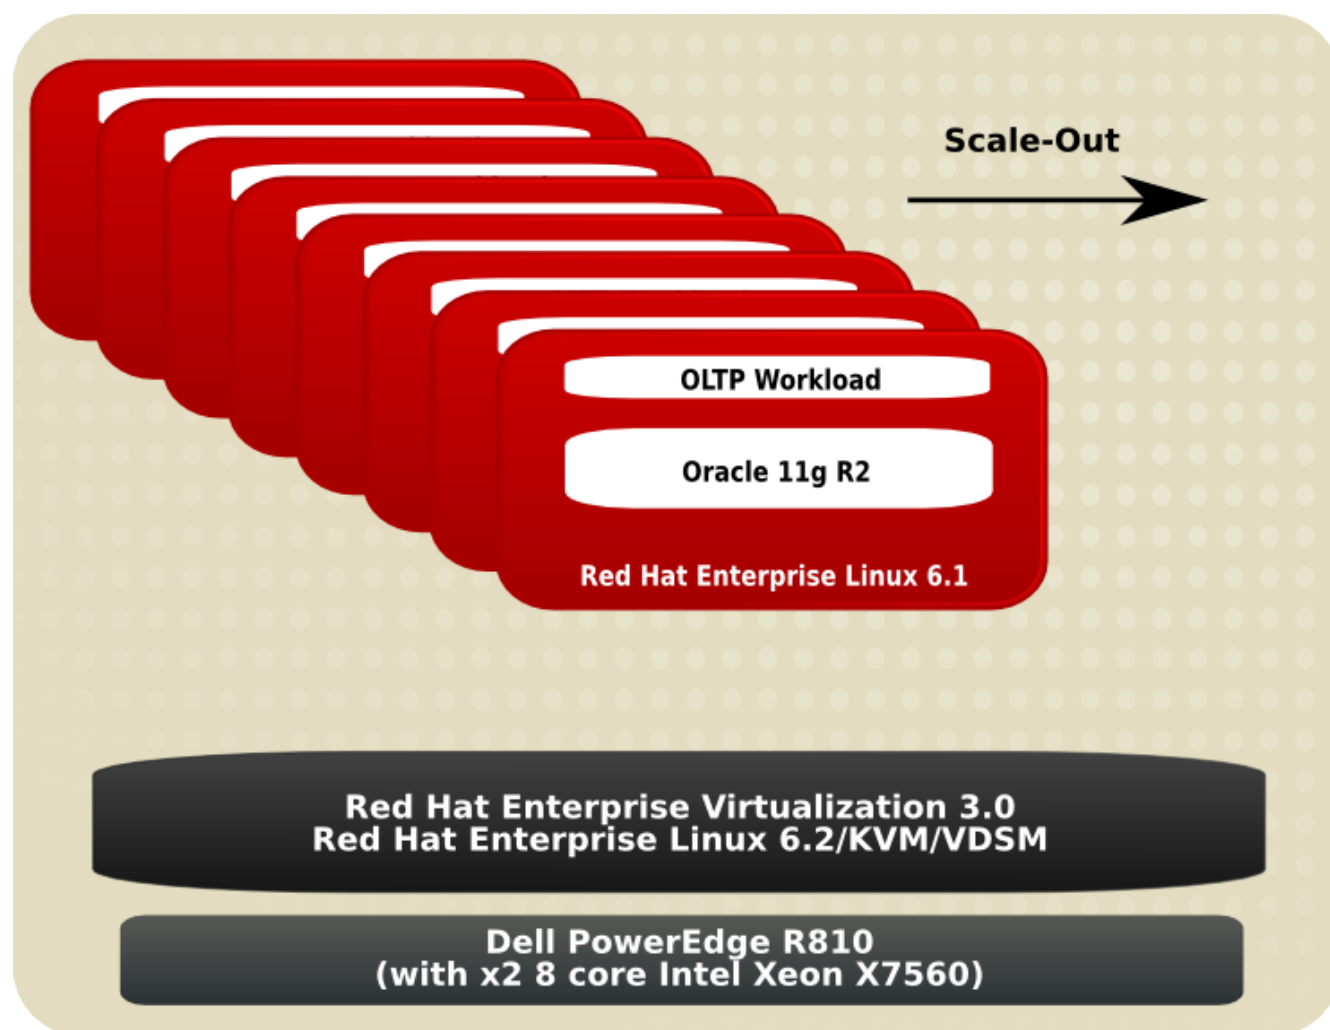 Scale-Out
OLTP Workload
Oracle 11g R2
Red Hat Enterprise Linux 6.1
Red Hat Enterprise Virtualization 3.0
Red Hat Enterprise Linux 6.2/KVM/VDSM
Dell PowerEdge R810
(with x2 8 core Intel Xeon X7560)